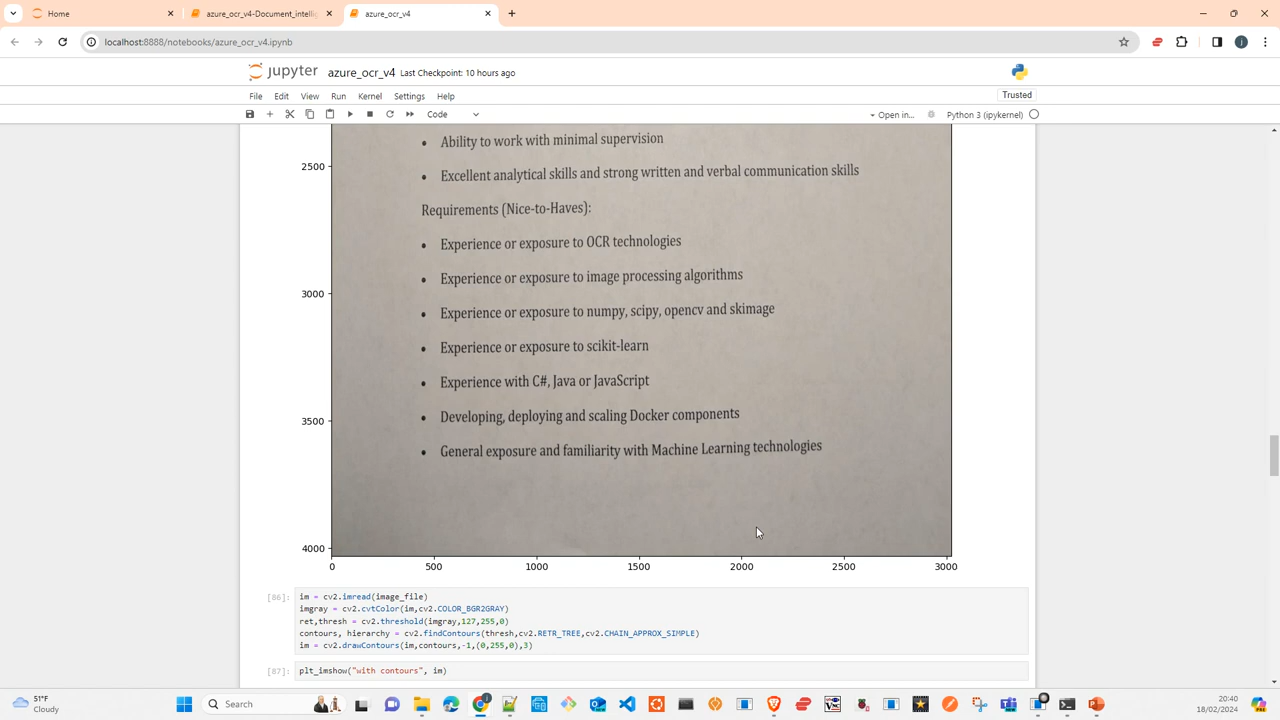 Home
azure_ocr_v4-Document_intellig
azure_ocr_v4
localhost:8888/notebooks/azure_ocr_v4.ipynb
jupyter azure_ocr_v4 Last Checkpoint: 10 hours ago
File Edit View Run Kernel Settings Help
Trusted
Code
Open in...
Python 3 (ipykernel)
• Ability to work with minimal supervision
2500
• Excellent analytical skills and strong written and verbal communication skills
Requirements (Nice-to-Haves):
• Experience or exposure to OCR technologies
• Experience or exposure to image processing algorithms
3000
• Experience or exposure to numpy, scipy, opencv and skimage
• Experience or exposure to scikit-learn
• Experience with C#, Java or JavaScript
3500
• Developing, deploying and scaling Docker components
• General exposure and familiarity with Machine Learning technologies
4000
0 500 1000 1500 2000 2500 3000
[86]:
im = cv2.imread(image_file)
imgray = cv2.cvtColor(im,cv2.COLOR_BGR2GRAY)
ret,thresh = cv2.threshold(imgray,127,255,0)
contours, hierarchy = cv2.findContours(thresh,cv2.RETR_TREE,cv2.CHAIN_APPROX_SIMPLE)
im = cv2.drawContours(im,contours,-1,(0,255,0),3)
[87]:
plt_imshow("with contours", im)
51°F
Cloudy
Search
20:40
18/02/2024